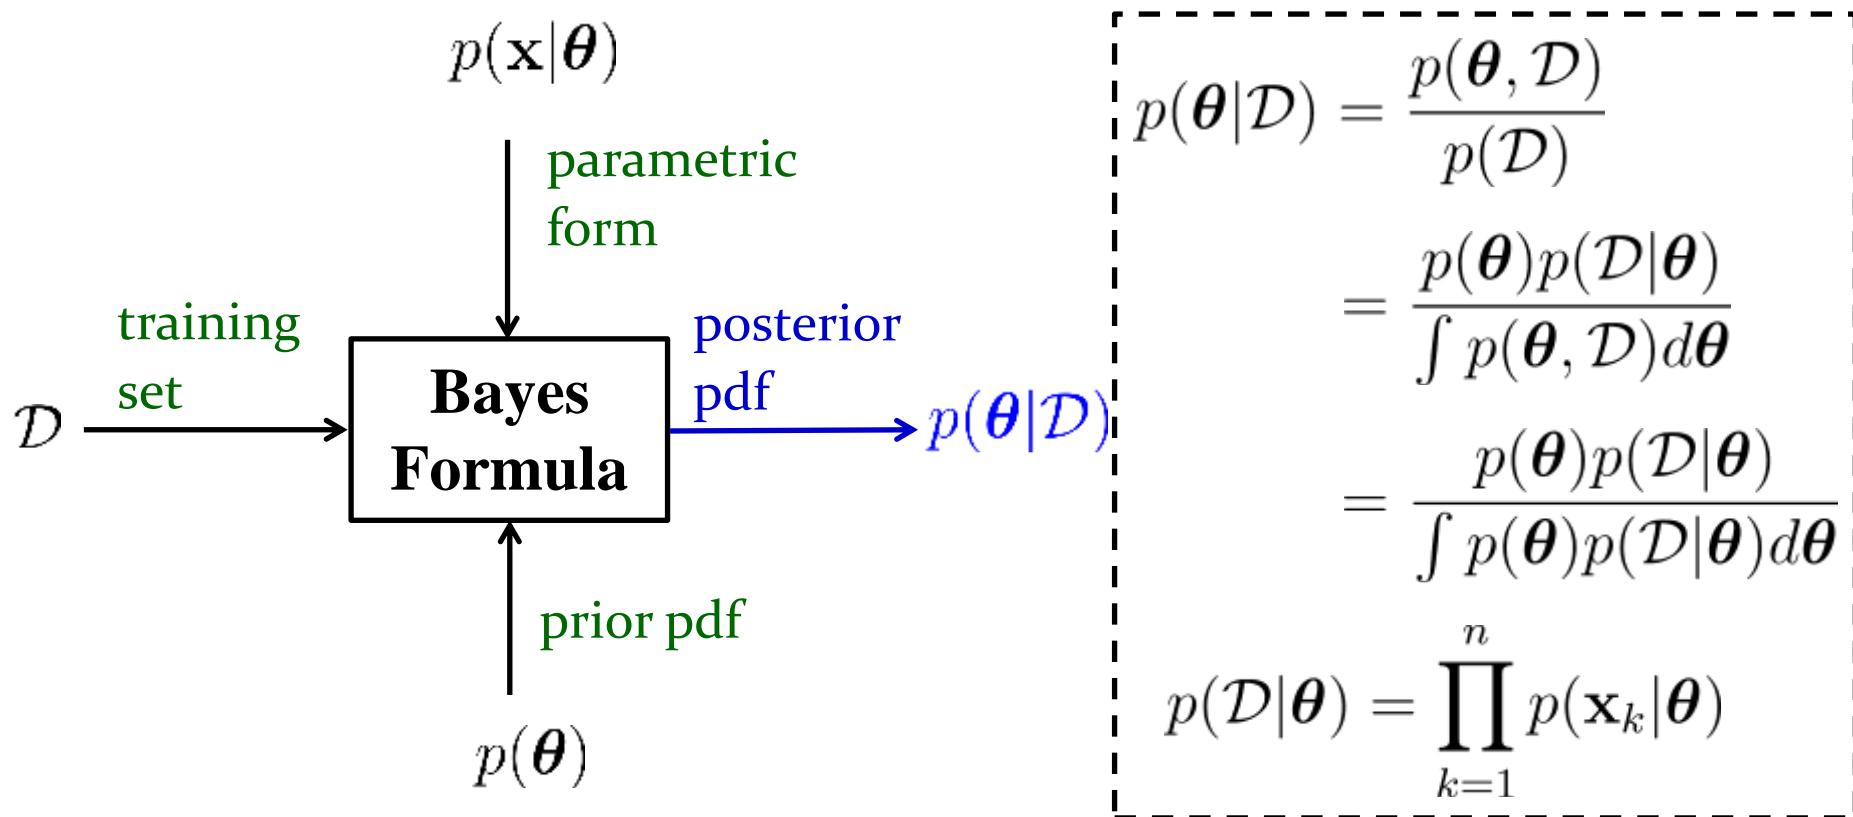 p(x|θ)
parametric
form
training
set
𝒟
Bayes
Formula
posterior
pdf
p(θ|𝒟)
prior pdf
p(θ)
p(θ|𝒟) = p(θ, 𝒟) / p(𝒟)
= p(θ)p(𝒟|θ) / ∫ p(θ, 𝒟)dθ
= p(θ)p(𝒟|θ) / ∫ p(θ)p(𝒟|θ)dθ
p(𝒟|θ) = ∏_{k=1}^{n} p(x_k|θ)